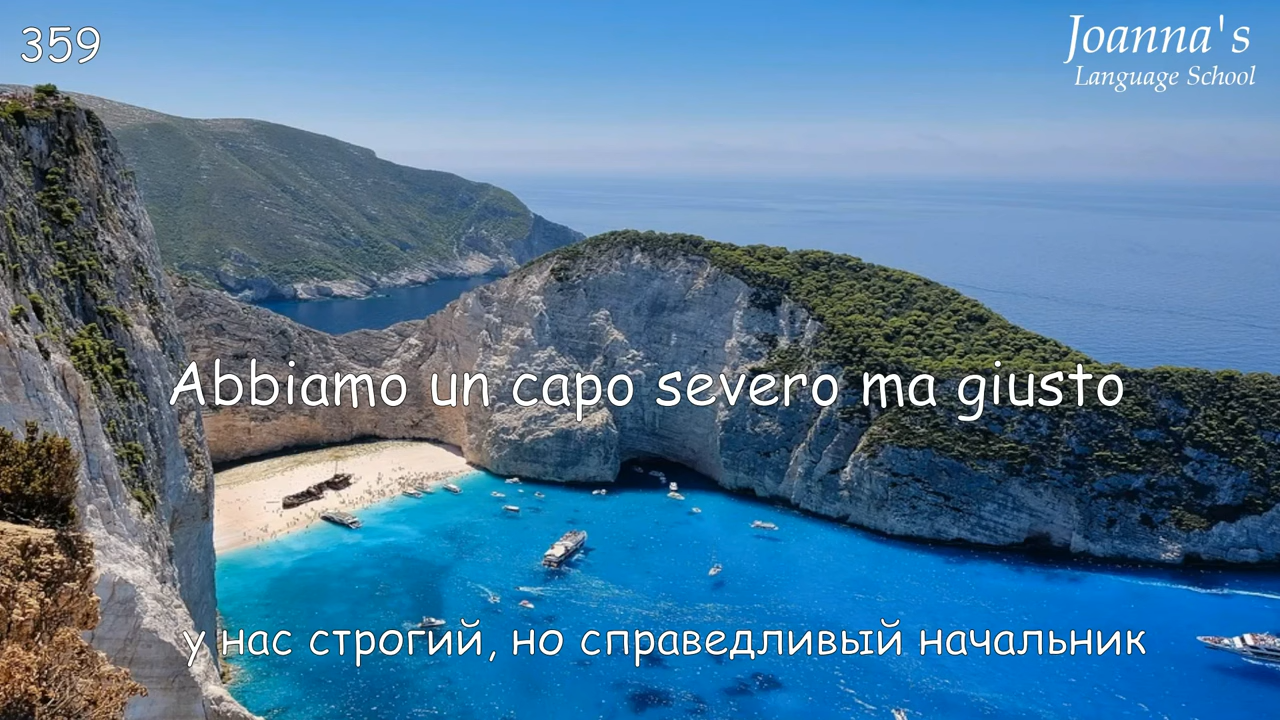 359
Joanna's
Language School
Abbiamo un capo severo ma giusto
у нас строгий, но справедливый начальник